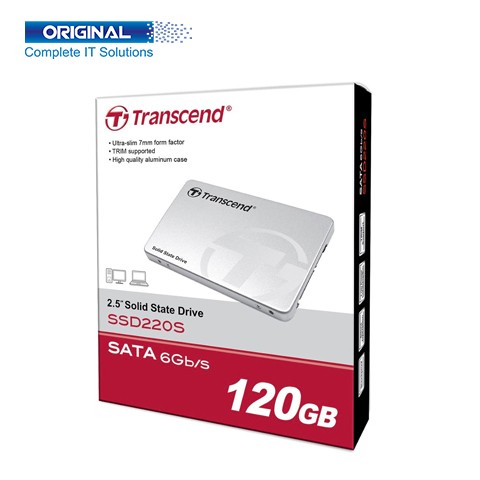 ORIGINAL
Complete IT Solutions
Transcend®
• Ultra-slim 7mm form factor
• TRIM supported
• High quality aluminum case
Transcend®
Solid State Drive
2.5" Solid State Drive
SSD220S
SATA 6Gb/s
120GB
SATA 6Gb/s
SSD220S